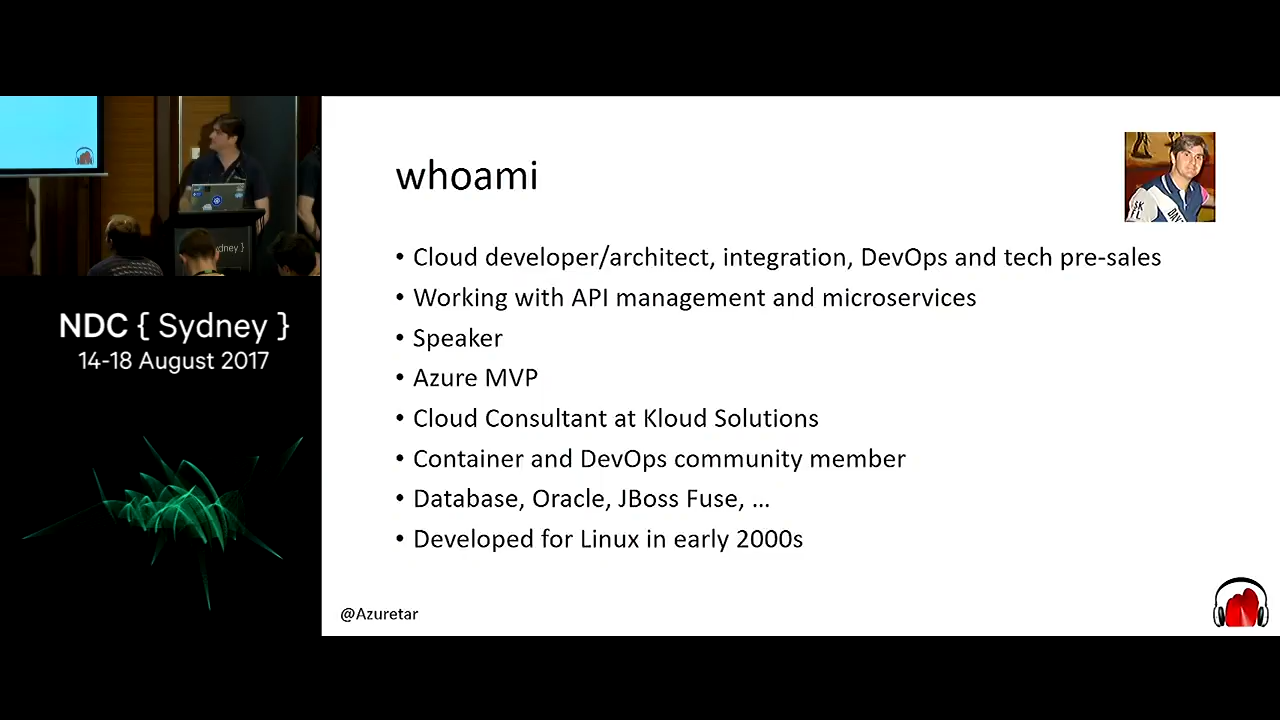 dney }
NDC { Sydney }
14-18 August 2017
whoami
• Cloud developer/architect, integration, DevOps and tech pre-sales
• Working with API management and microservices
• Speaker
• Azure MVP
• Cloud Consultant at Kloud Solutions
• Container and DevOps community member
• Database, Oracle, JBoss Fuse, ...
• Developed for Linux in early 2000s
@Azuretar